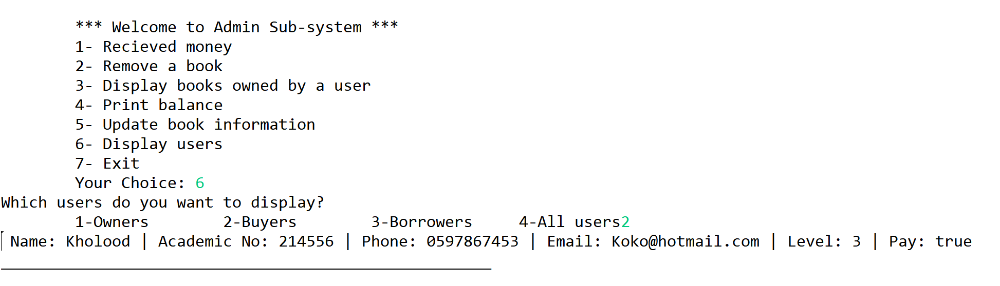 *** Welcome to Admin Sub-system ***
1- Recieved money
2- Remove a book
3- Display books owned by a user
4- Print balance
5- Update book information
6- Display users
7- Exit
Your Choice: 6
Which users do you want to display?
1-Owners 2-Buyers 3-Borrowers 4-All users2
| Name: Kholood | Academic No: 214556 | Phone: 0597867453 | Email: Koko@hotmail.com | Level: 3 | Pay: true
_____________________________________________________